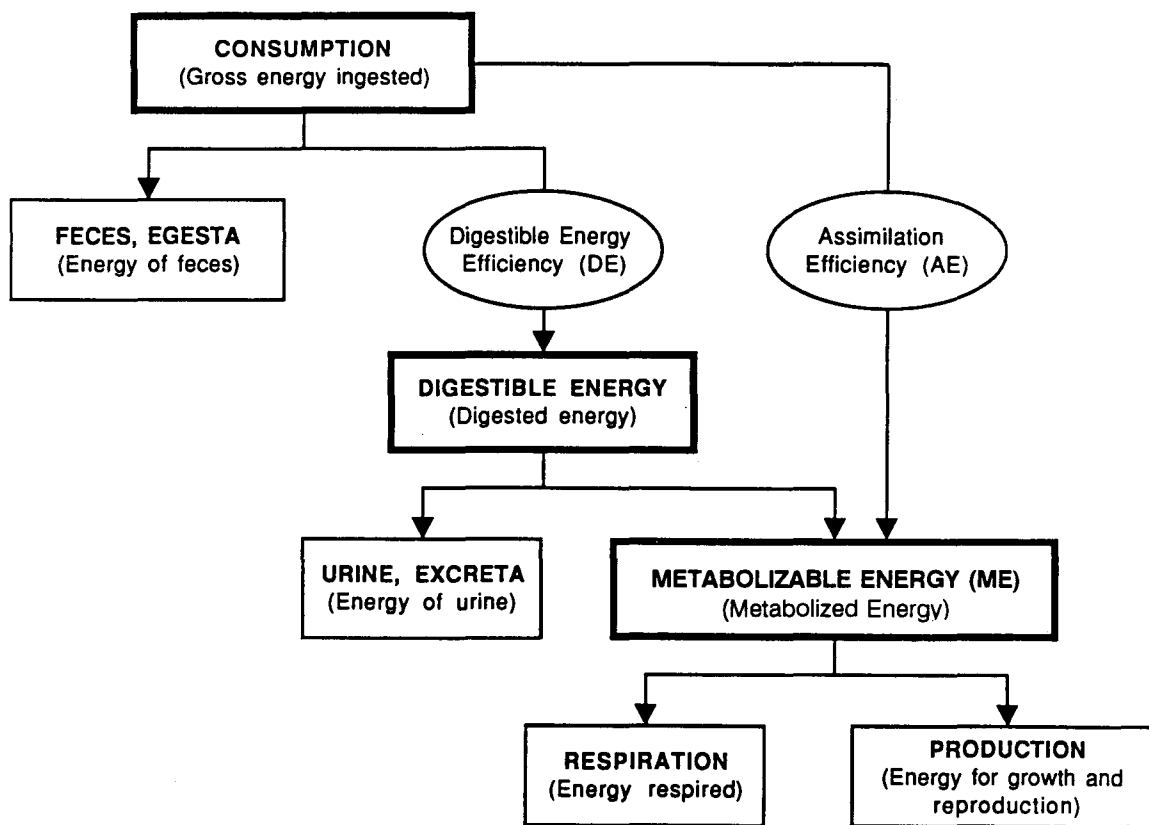 CONSUMPTION
(Gross energy ingested)
FECES, EGESTA
(Energy of feces)
Digestible Energy
Efficiency (DE)
Assimilation
Efficiency (AE)
DIGESTIBLE ENERGY
(Digested energy)
URINE, EXCRETA
(Energy of urine)
METABOLIZABLE ENERGY (ME)
(Metabolized Energy)
RESPIRATION
(Energy respired)
PRODUCTION
(Energy for growth and
reproduction)